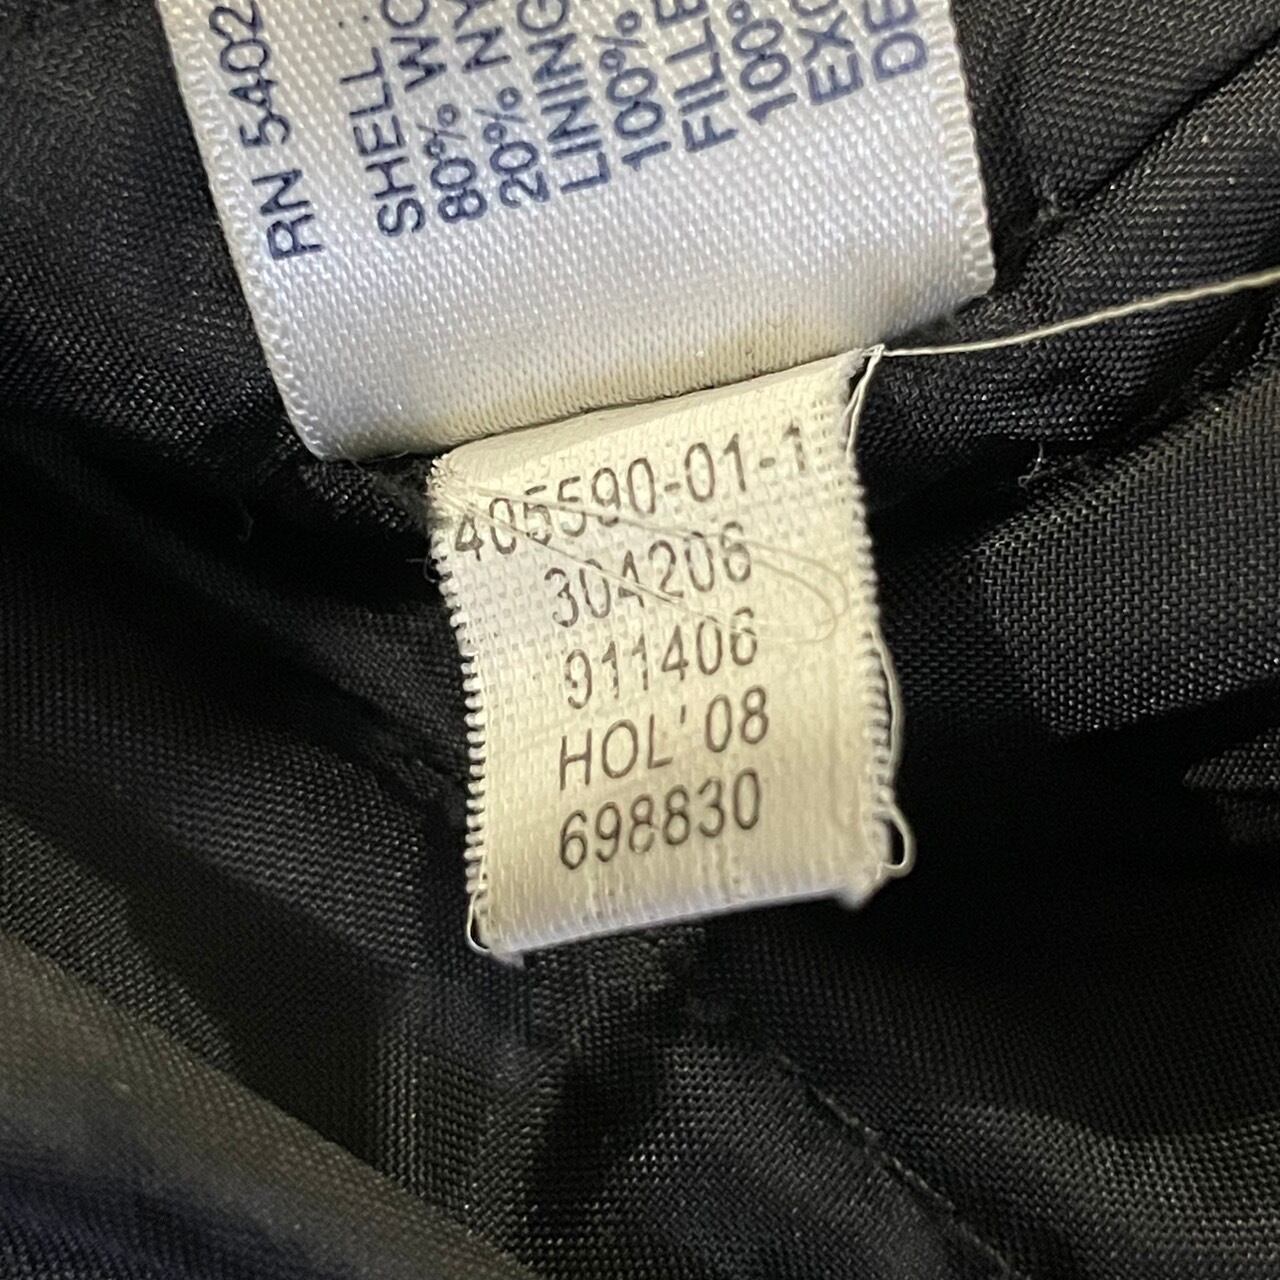 RN 5402
SHELL
80% WO
20% NY
LINING
100%
FILLE
100%
EXC
DE
405590-01-1
304206
911406
HOL' 08
698830